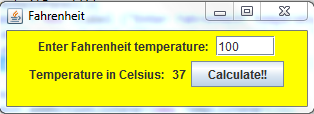 Fahrenheit
Enter Fahrenheit temperature: 100
Temperature in Celsius: 37 Calculate!!